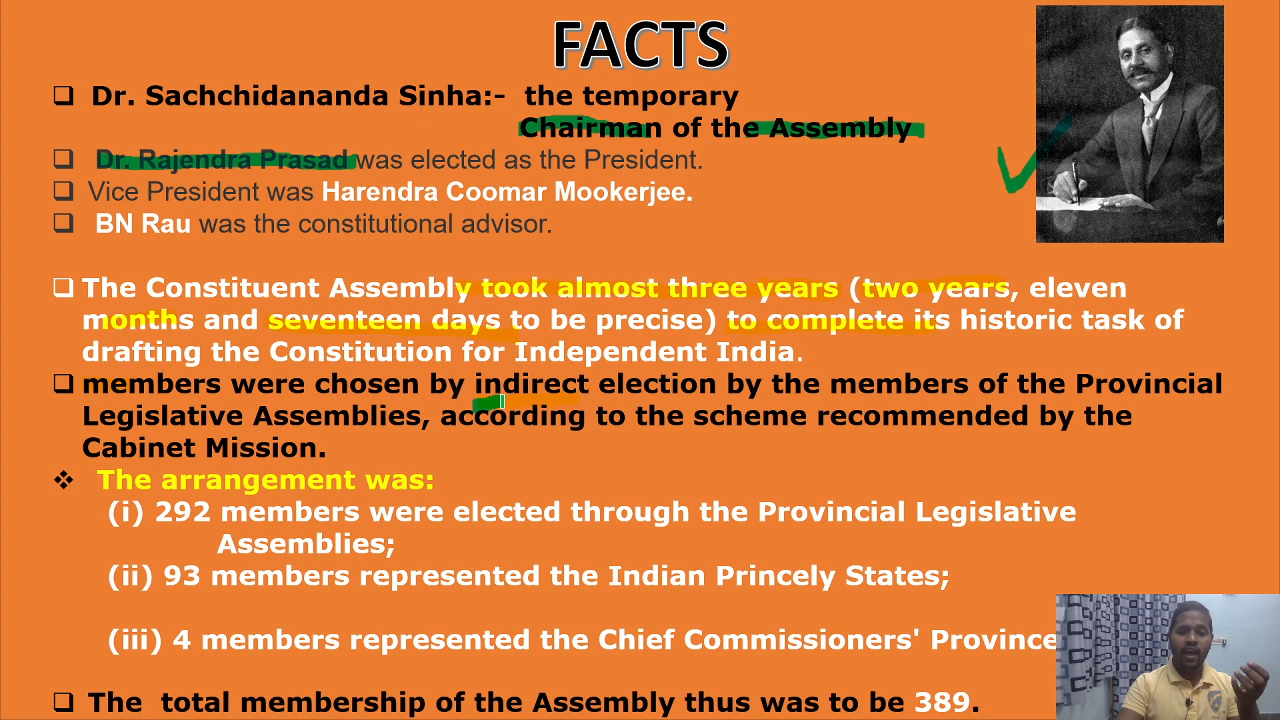 FACTS
Dr. Sachchidananda Sinha:- the temporary
Chairman of the Assembly
Dr. Rajendra Prasad was elected as the President.
Vice President was Harendra Coomar Mookerjee.
BN Rau was the constitutional advisor.
The Constituent Assembly took almost three years (two years, eleven
months and seventeen days to be precise) to complete its historic task of
drafting the Constitution for Independent India.
members were chosen by indirect election by the members of the Provincial
Legislative Assemblies, according to the scheme recommended by the
Cabinet Mission.
The arrangement was:
(i) 292 members were elected through the Provincial Legislative
Assemblies;
(ii) 93 members represented the Indian Princely States;
(iii) 4 members represented the Chief Commissioners' Province
The total membership of the Assembly thus was to be 389.